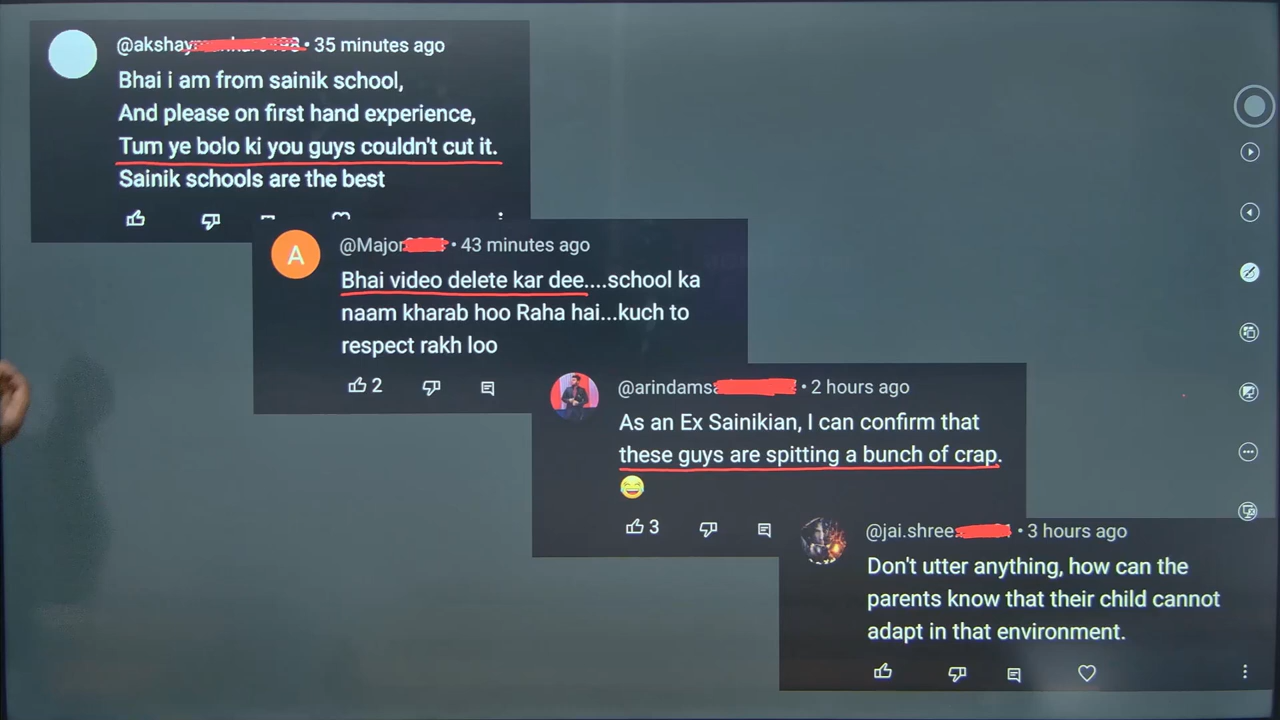 @akshay • 35 minutes ago
Bhai i am from sainik school,
And please on first hand experience,
Tum ye bolo ki you guys couldn't cut it.
Sainik schools are the best
A
@Major • 43 minutes ago
Bhai video delete kar dee....school ka
naam kharab hoo Raha hai...kuch to
respect rakh loo
2
@arindams • 2 hours ago
As an Ex Sainikian, I can confirm that
these guys are spitting a bunch of crap.
😂
3
@jai.shree • 3 hours ago
Don't utter anything, how can the
parents know that their child cannot
adapt in that environment.